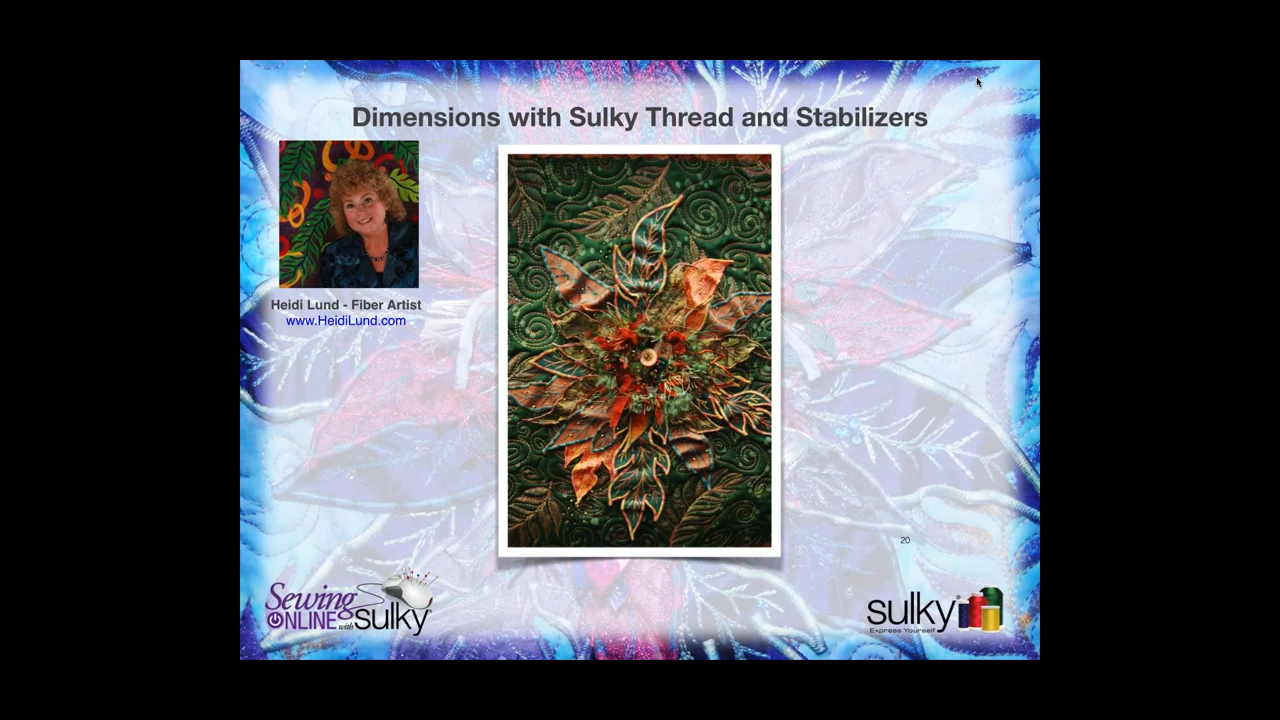 Dimensions with Sulky Thread and Stabilizers
Heidi Lund - Fiber Artist
www.HeidiLund.com
20
Sewing
ONLINE with sulky®
sulky®
Express Yourself®